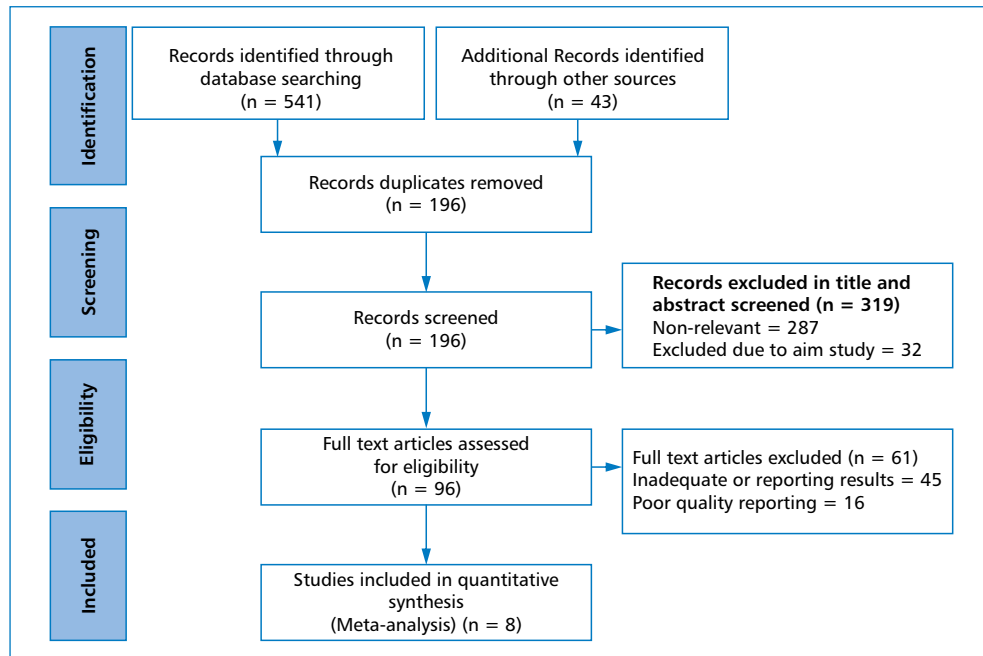 Identification
Records identified through
database searching
(n = 541)
Additional Records identified
through other sources
(n = 43)
Records duplicates removed
(n = 196)
Screening
Records screened
(n = 196)
Records excluded in title and
abstract screened (n = 319)
Non-relevant = 287
Excluded due to aim study = 32
Eligibility
Full text articles assessed
for eligibility
(n = 96)
Full text articles excluded (n = 61)
Inadequate or reporting results = 45
Poor quality reporting = 16
Included
Studies included in quantitative
synthesis
(Meta-analysis) (n = 8)